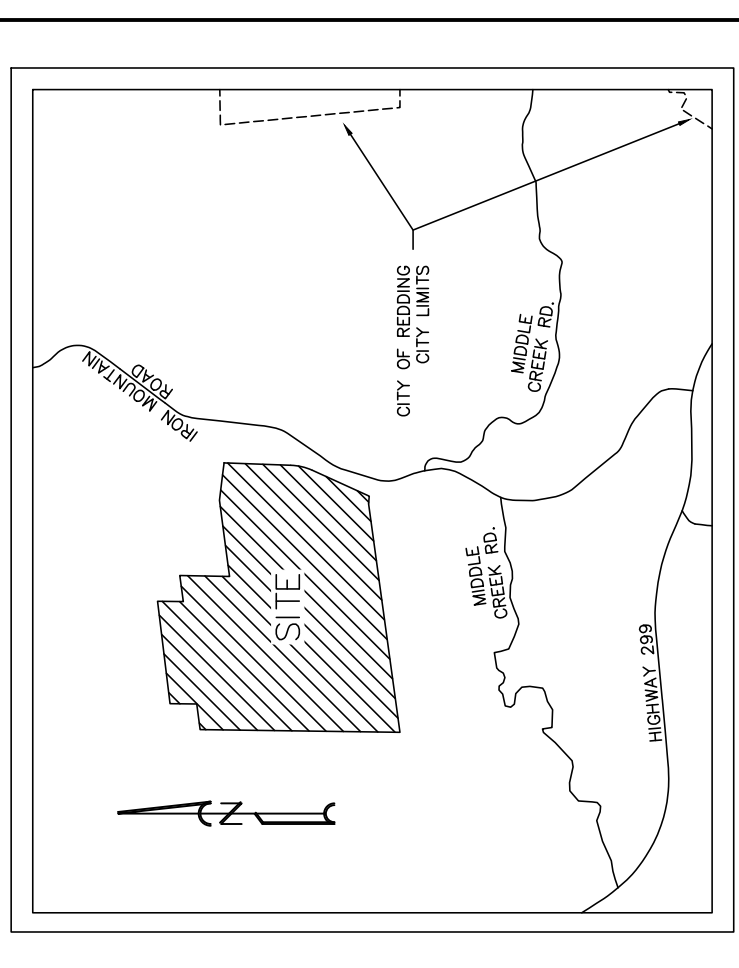 CITY OF REDDING
CITY LIMITS
MIDDLE
CREEK RD.
IRON MOUNTAIN
ROAD
SITE
MIDDLE
CREEK RD.
HIGHWAY 299
N